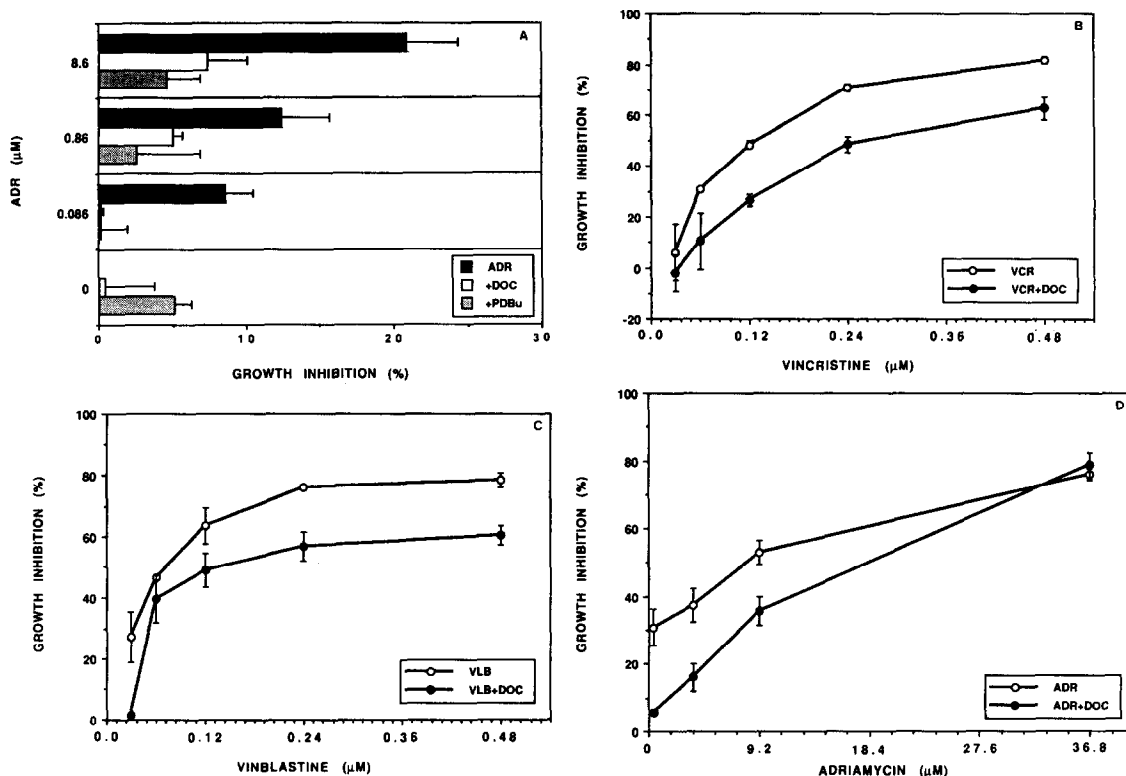 A
8.6
0.86
0.086
0
ADR (µM)
ADR
+DOC
+PDBu
0 10 20 30
GROWTH INHIBITION (%)
B
100
80
60
40
20
0
-20
GROWTH INHIBITION (%)
VCR
VCR+DOC
0.0 0.12 0.24 0.36 0.48
VINCRISTINE (µM)
C
100
80
60
40
20
0
GROWTH INHIBITION (%)
VLB
VLB+DOC
0.0 0.12 0.24 0.36 0.48
VINBLASTINE (µM)
D
100
80
60
40
20
0
GROWTH INHIBITION (%)
ADR
ADR+DOC
0 9.2 18.4 27.6 36.8
ADRIAMYCIN (µM)